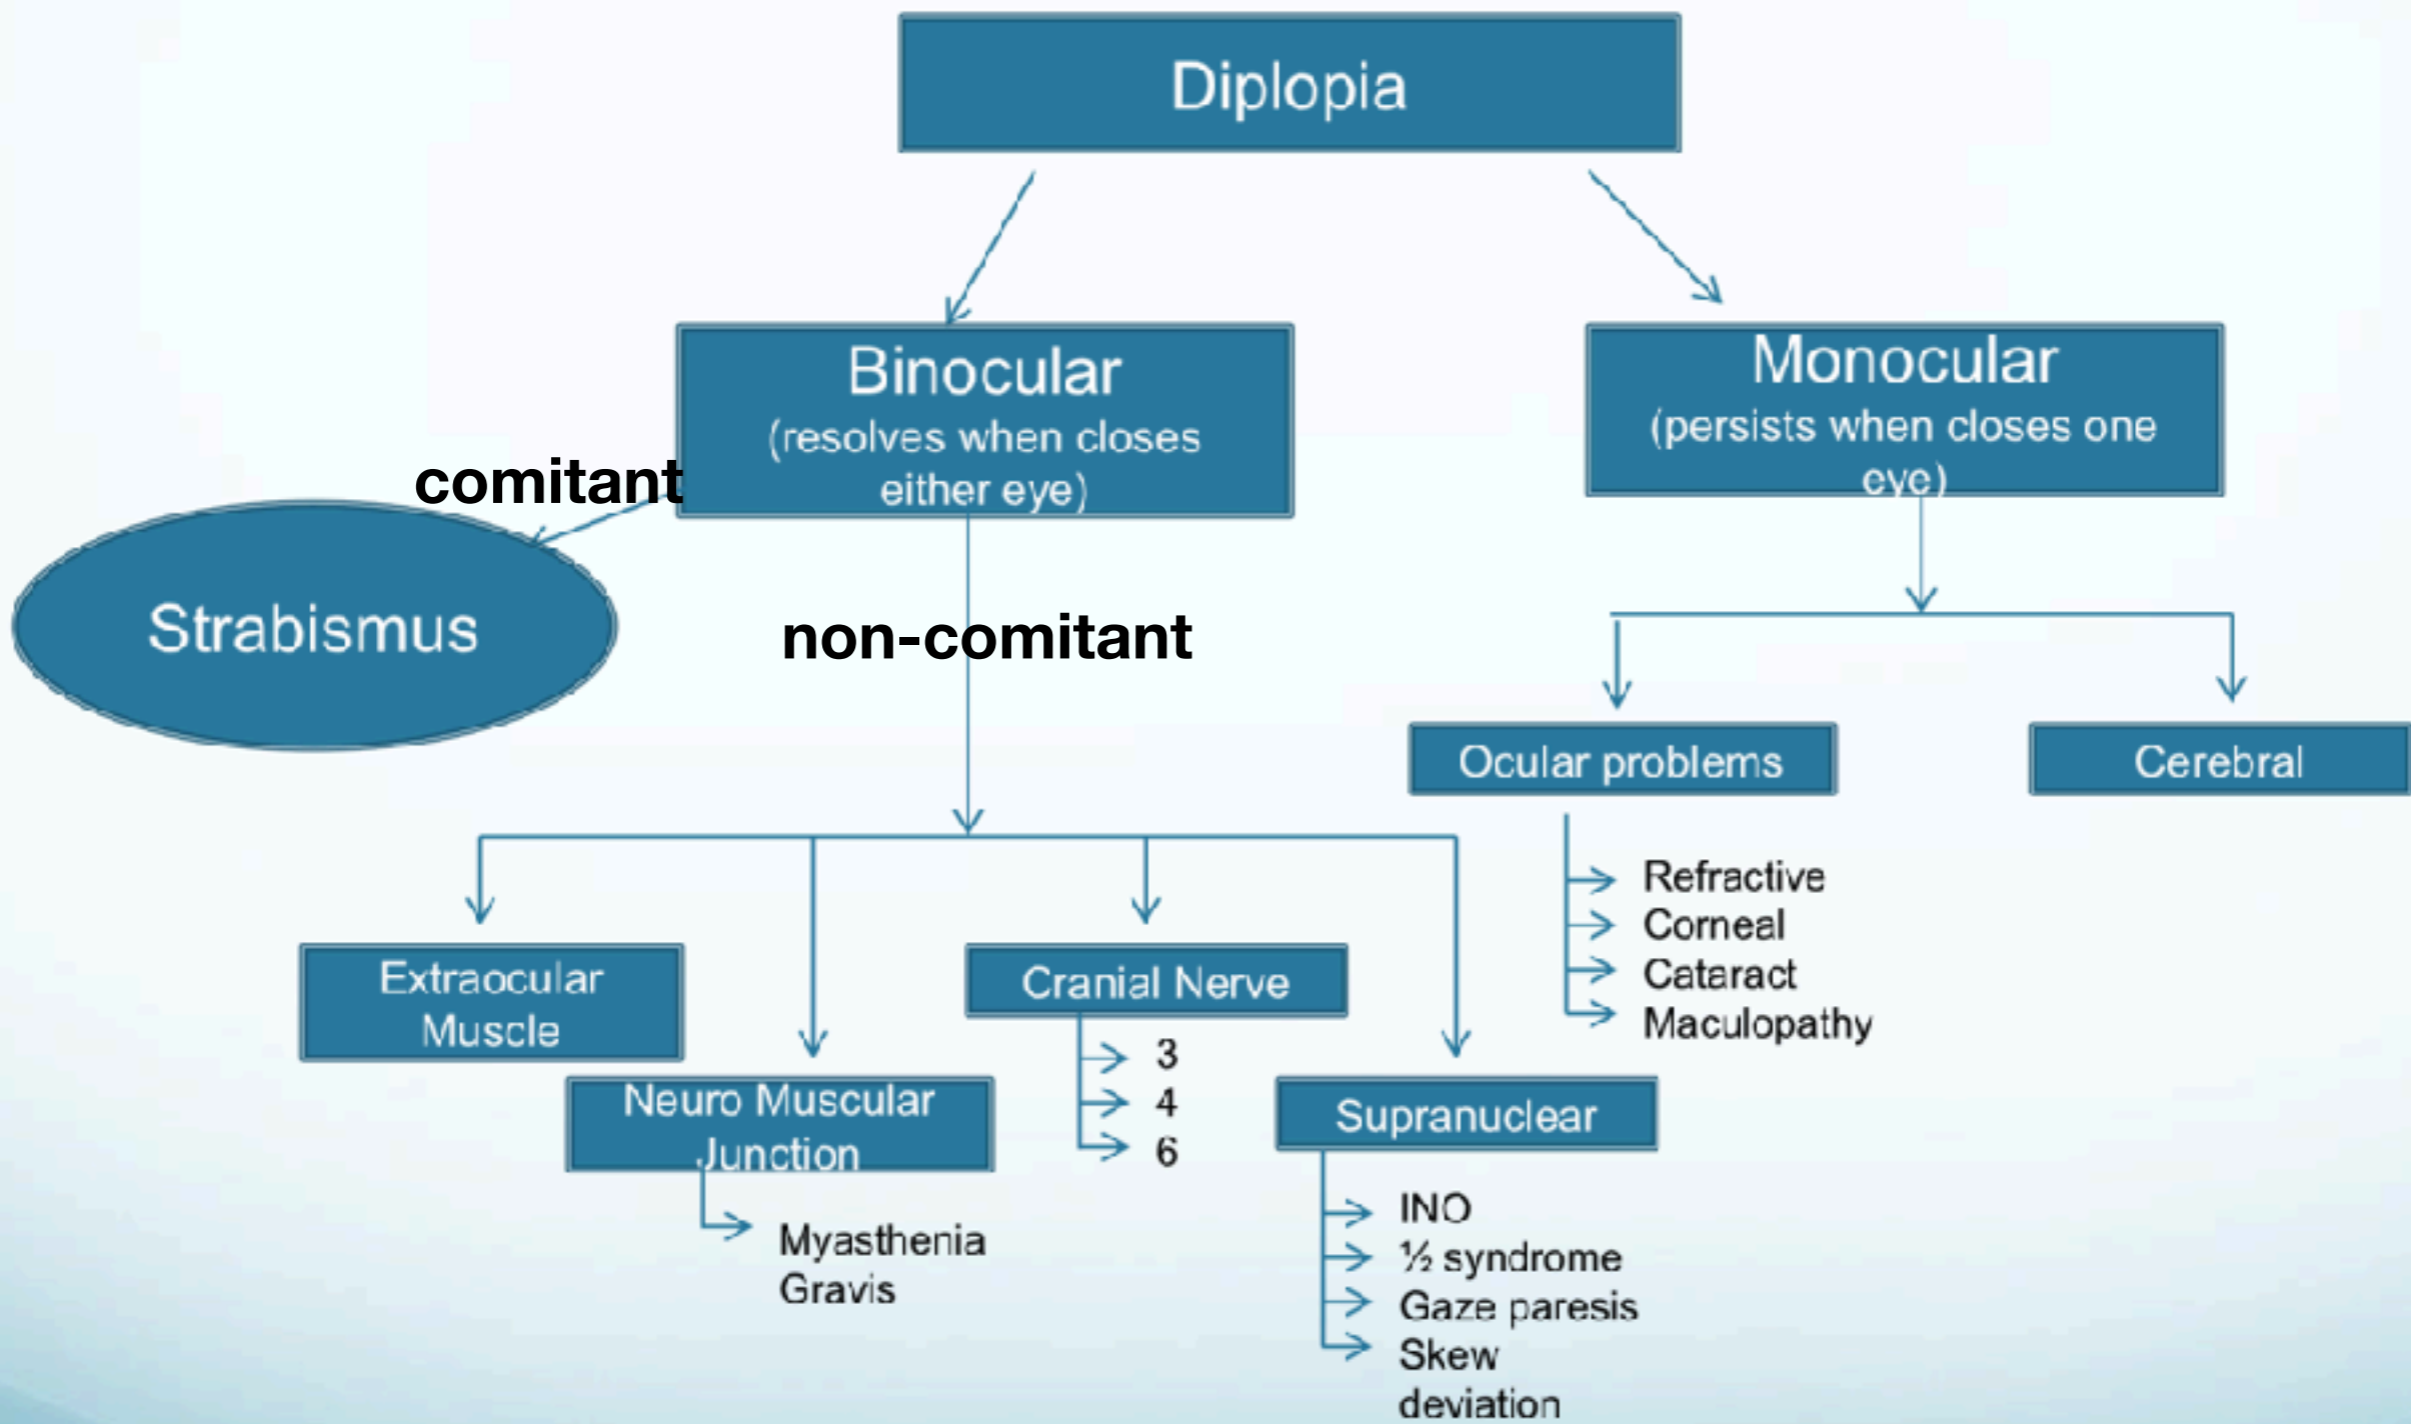 Diplopia
Binocular
(resolves when closes
either eye)
Monocular
(persists when closes one
eye)
comitant
Strabismus
non-comitant
Ocular problems
Cerebral
Refractive
Corneal
Cataract
Maculopathy
Extraocular
Muscle
Neuro Muscular
Junction
Myasthenia
Gravis
Cranial Nerve
3
4
6
Supranuclear
INO
½ syndrome
Gaze paresis
Skew
deviation